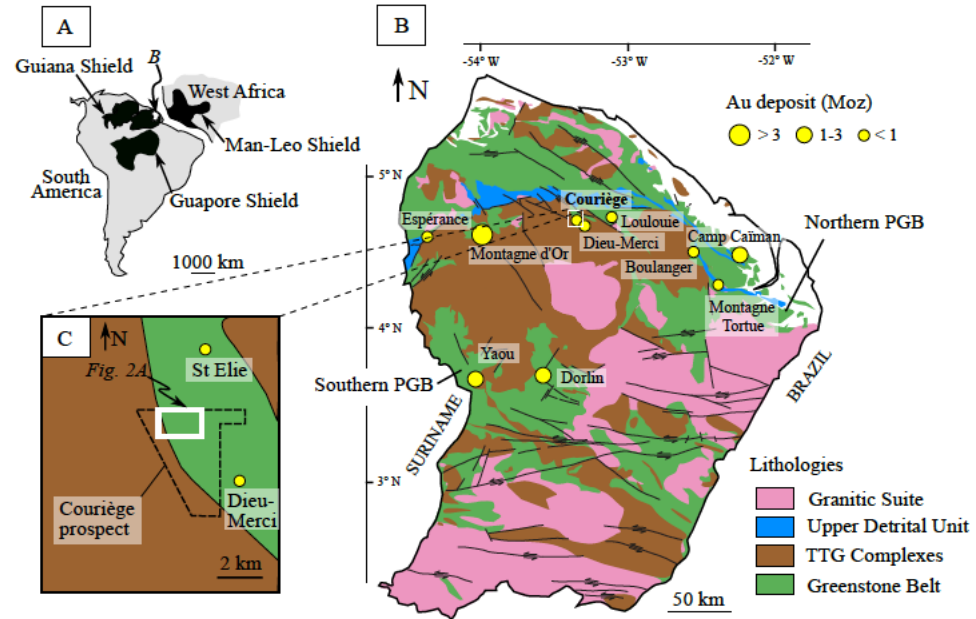 A
Guiana Shield
B
West Africa
Man-Leo Shield
South
America
Guapore Shield
1000 km
B
-54° W
-53° W
-52° W
N
Au deposit (Moz)
> 3
1-3
< 1
5° N
4° N
3° N
Couriège
Espérance
Loulouie
Northern PGB
Montagne d'Or
Dieu-Merci
Camp Caïman
Boulanger
Montagne
Tortue
Yaou
Dorlin
Southern PGB
SURINAME
BRAZIL
50 km
Lithologies
Granitic Suite
Upper Detrital Unit
TTG Complexes
Greenstone Belt
C
N
Fig. 2A
St Elie
Couriège
prospect
Dieu-
Merci
2 km